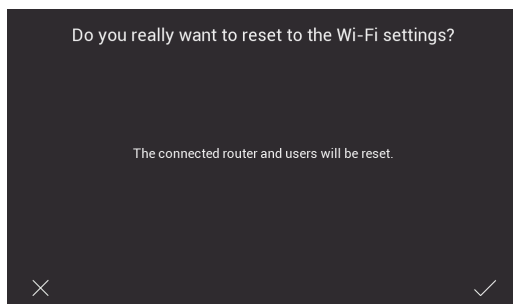 Do you really want to reset to the Wi-Fi settings?
The connected router and users will be reset.